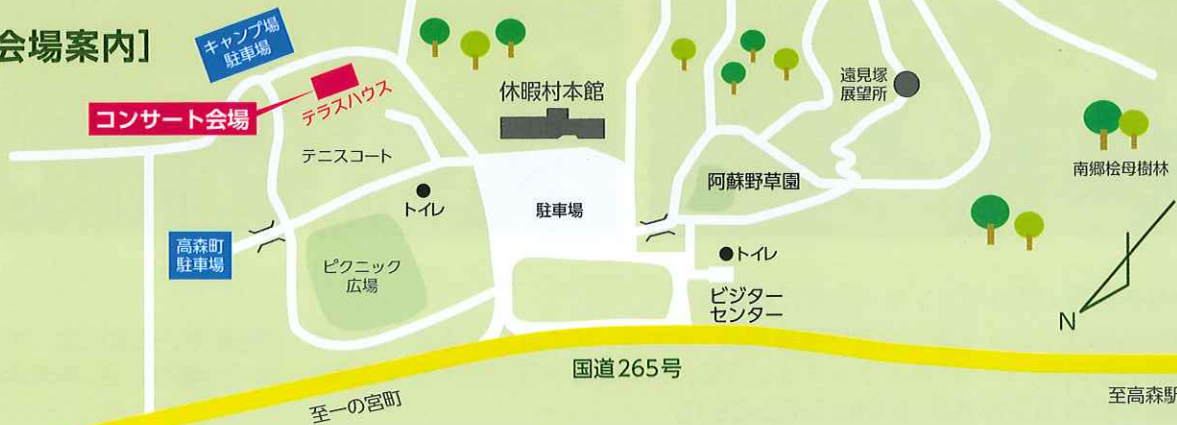 会場案内]
キャンプ場
駐車場
コンサート会場
テラスハウス
テニスコート
トイレ
高森町
駐車場
ピクニック
広場
休暇村本館
駐車場
阿蘇野草園
遠見塚
展望所
南郷桧母樹林
トイレ
ビジター
センター
N
国道265号
至一の宮町
至高森駅